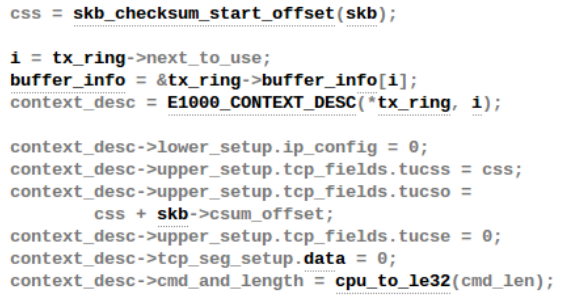 css = skb_checksum_start_offset(skb);
i = tx_ring->next_to_use;
buffer_info = &tx_ring->buffer_info[i];
context_desc = E1000_CONTEXT_DESC(*tx_ring, i);
context_desc->lower_setup.ip_config = 0;
context_desc->upper_setup.tcp_fields.tucss = css;
context_desc->upper_setup.tcp_fields.tucso =
css + skb->csum_offset;
context_desc->upper_setup.tcp_fields.tucse = 0;
context_desc->tcp_seg_setup.data = 0;
context_desc->cmd_and_length = cpu_to_le32(cmd_len);